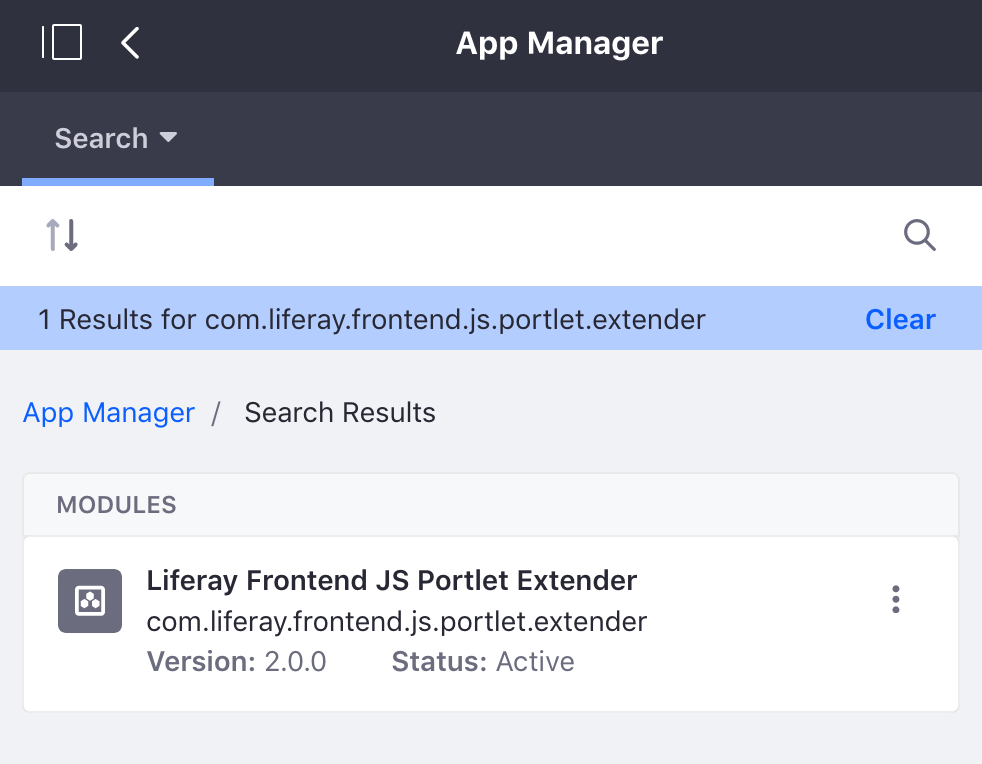 App Manager
Search
1 Results for com.liferay.frontend.js.portlet.extender Clear
App Manager / Search Results
MODULES
Liferay Frontend JS Portlet Extender
com.liferay.frontend.js.portlet.extender
Version: 2.0.0 Status: Active